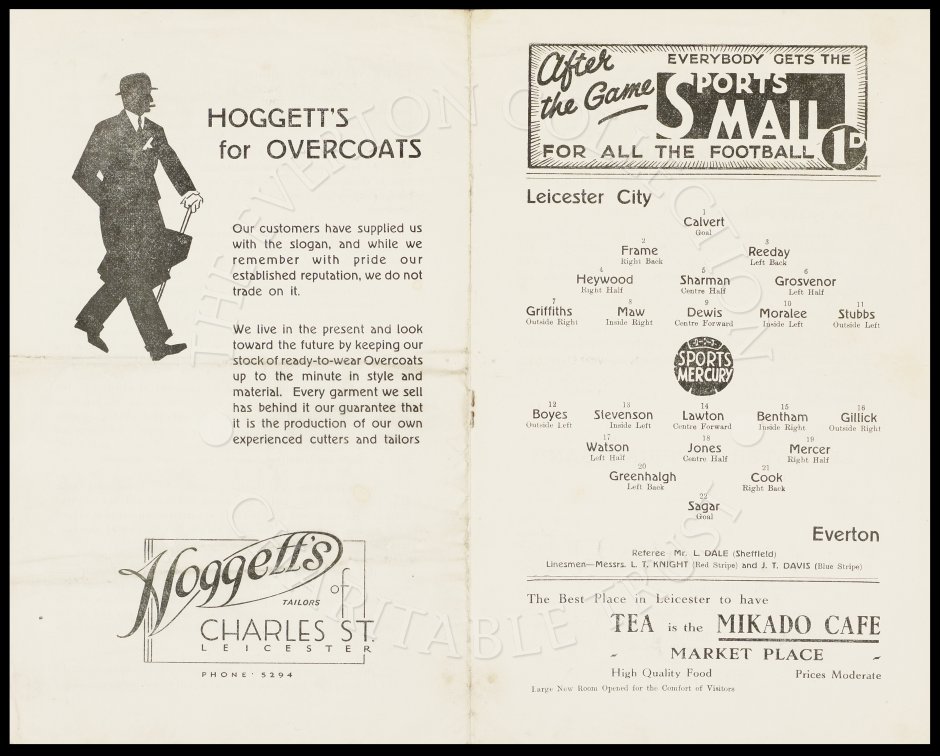 HOGGETT'S
for OVERCOATS
Our customers have supplied us
with the slogan, and while we
remember with pride our
established reputation, we do not
trade on it.
We live in the present and look
toward the future by keeping our
stock of ready-to-wear Overcoats
up to the minute in style and
material. Every garment we sell
has behind it our guarantee that
it is the production of our own
experienced cutters and tailors
Hoggett's
TAILORS of
CHARLES ST.
LEICESTER
PHONE 5294
After the Game
EVERYBODY GETS THE
SPORTS MAIL
FOR ALL THE FOOTBALL 1D
Leicester City
1
Calvert
Goal
2 3
Frame Reeday
Right Back Left Back
4 5 6
Heywood Sharman Grosvenor
Right Half Centre Half Left Half
7 8 9 10 11
Griffiths Maw Dewis Moralee Stubbs
Outside Right Inside Right Centre Forward Inside Left Outside Left
SPORTS
MERCURY
12 13 14 15 16
Boyes Stevenson Lawton Bentham Gillick
Outside Left Inside Left Centre Forward Inside Right Outside Right
17 18 19
Watson Jones Mercer
Left Half Centre Half Right Half
20 21
Greenhalgh Cook
Left Back Right Back
22
Sagar
Goal
Everton
Referee Mr. L. DALE (Sheffield)
Linesmen—Messrs. L. T. KNIGHT (Red Stripe) and J. T. DAVIS (Blue Stripe)
The Best Place in Leicester to have
TEA is the MIKADO CAFE
- MARKET PLACE -
High Quality Food Prices Moderate
Large New Room Opened for the Comfort of Visitors
THE EVERTON COLLECTION
CHARITABLE TRUST